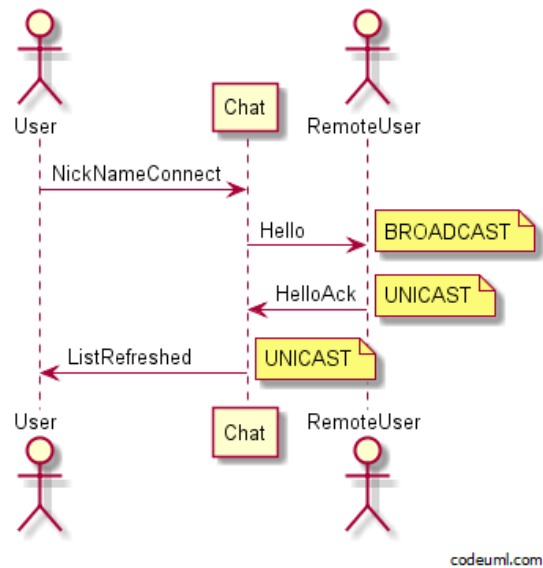 User
Chat
RemoteUser
NickNameConnect
Hello
BROADCAST
HelloAck
UNICAST
ListRefreshed
UNICAST
User
Chat
RemoteUser
codeuml.com